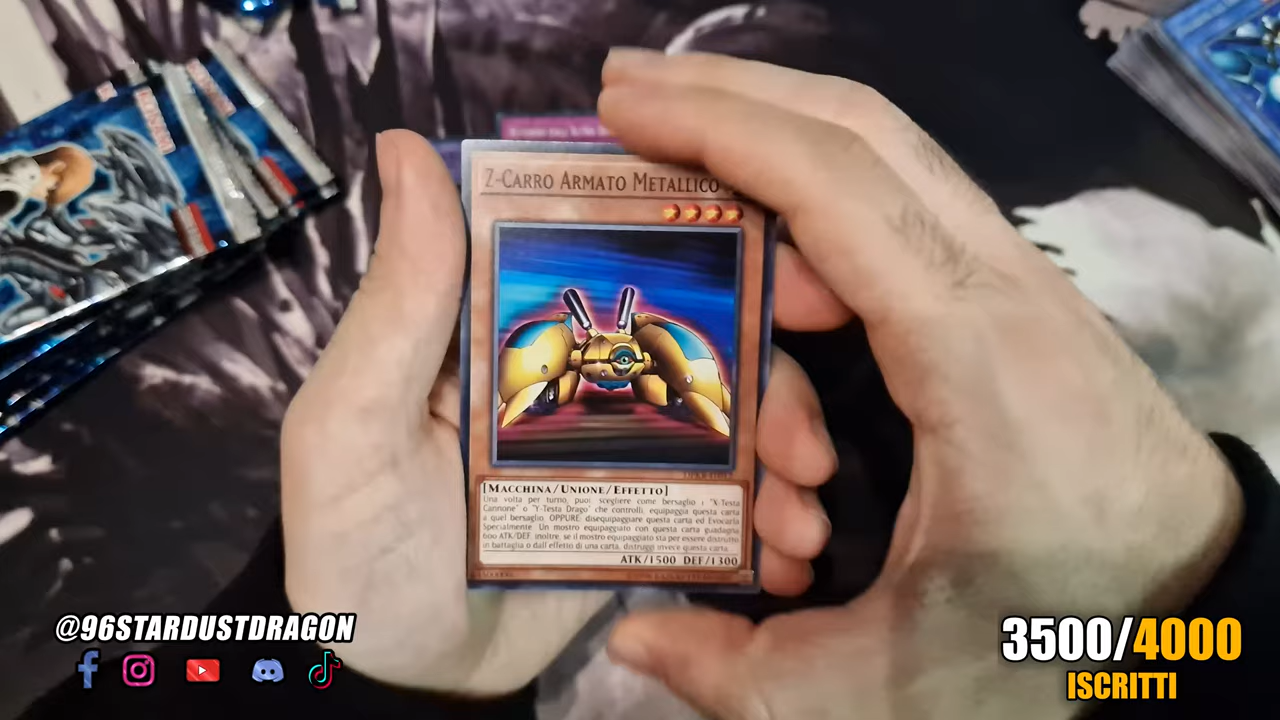 Z-Carro Armato Metallico
[Macchina/Unione/Effetto]
Una volta per turno, puoi scegliere come bersaglio 1 "X-Testa
Cannone" o "Y-Testa Drago" che controlli, equipaggia questa carta
a quel bersaglio, OPPURE: disequipaggiare questa carta ed Evocarla
Specialmente. Un mostro equipaggiato con questa carta guadagna
600 ATK/DEF, inoltre, se il mostro equipaggiato sta per essere distrutto
in battaglia o dall'effetto di una carta, distruggi invece questa carta.
ATK/1500 DEF/1300
@96STARDUSTDRAGON
3500/4000
ISCRITTI